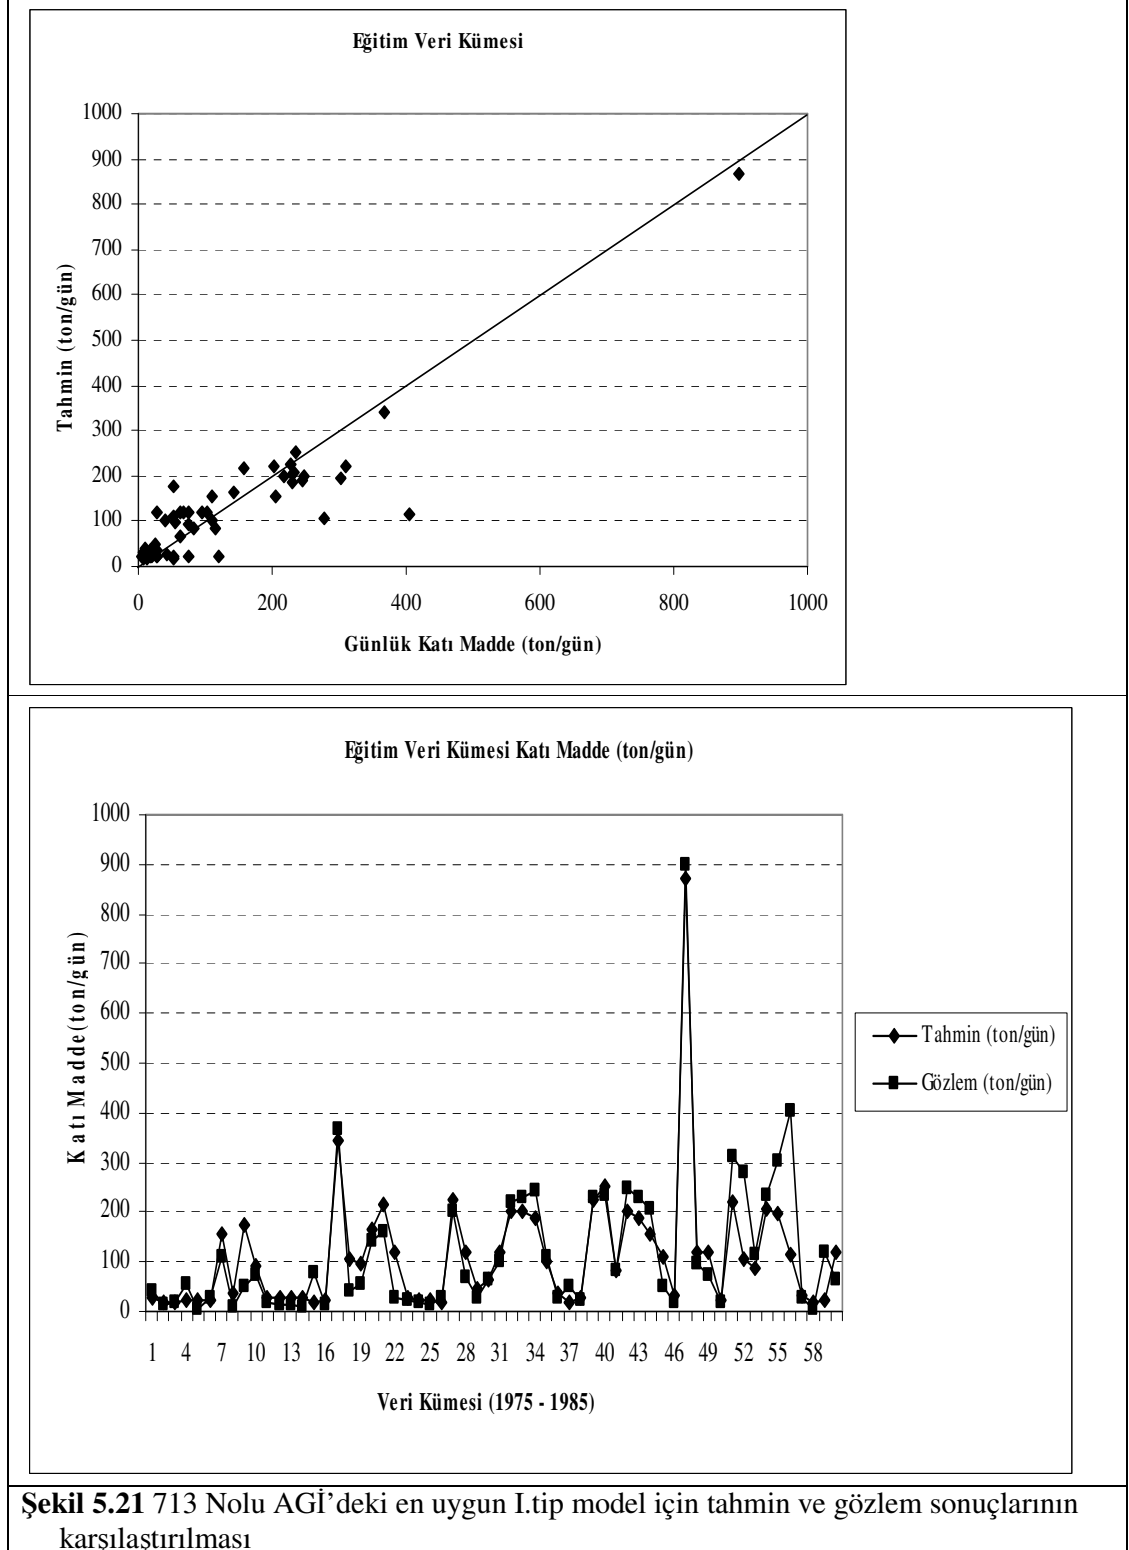 Eğitim Veri Kümesi
1000
900
800
700
600
500
400
300
200
100
0
Tahmin (ton/gün)
0 200 400 600 800 1000
Günlük Katı Madde (ton/gün)
Eğitim Veri Kümesi Katı Madde (ton/gün)
1000
900
800
700
600
500
400
300
200
100
0
Katı Madde(ton/gün)
Tahmin (ton/gün)
Gözlem (ton/gün)
1 4 7 10 13 16 19 22 25 28 31 34 37 40 43 46 49 52 55 58
Veri Kümesi (1975 - 1985)
Şekil 5.21 713 Nolu AGİ’deki en uygun I.tip model için tahmin ve gözlem sonuçlarının
karşılaştırılması